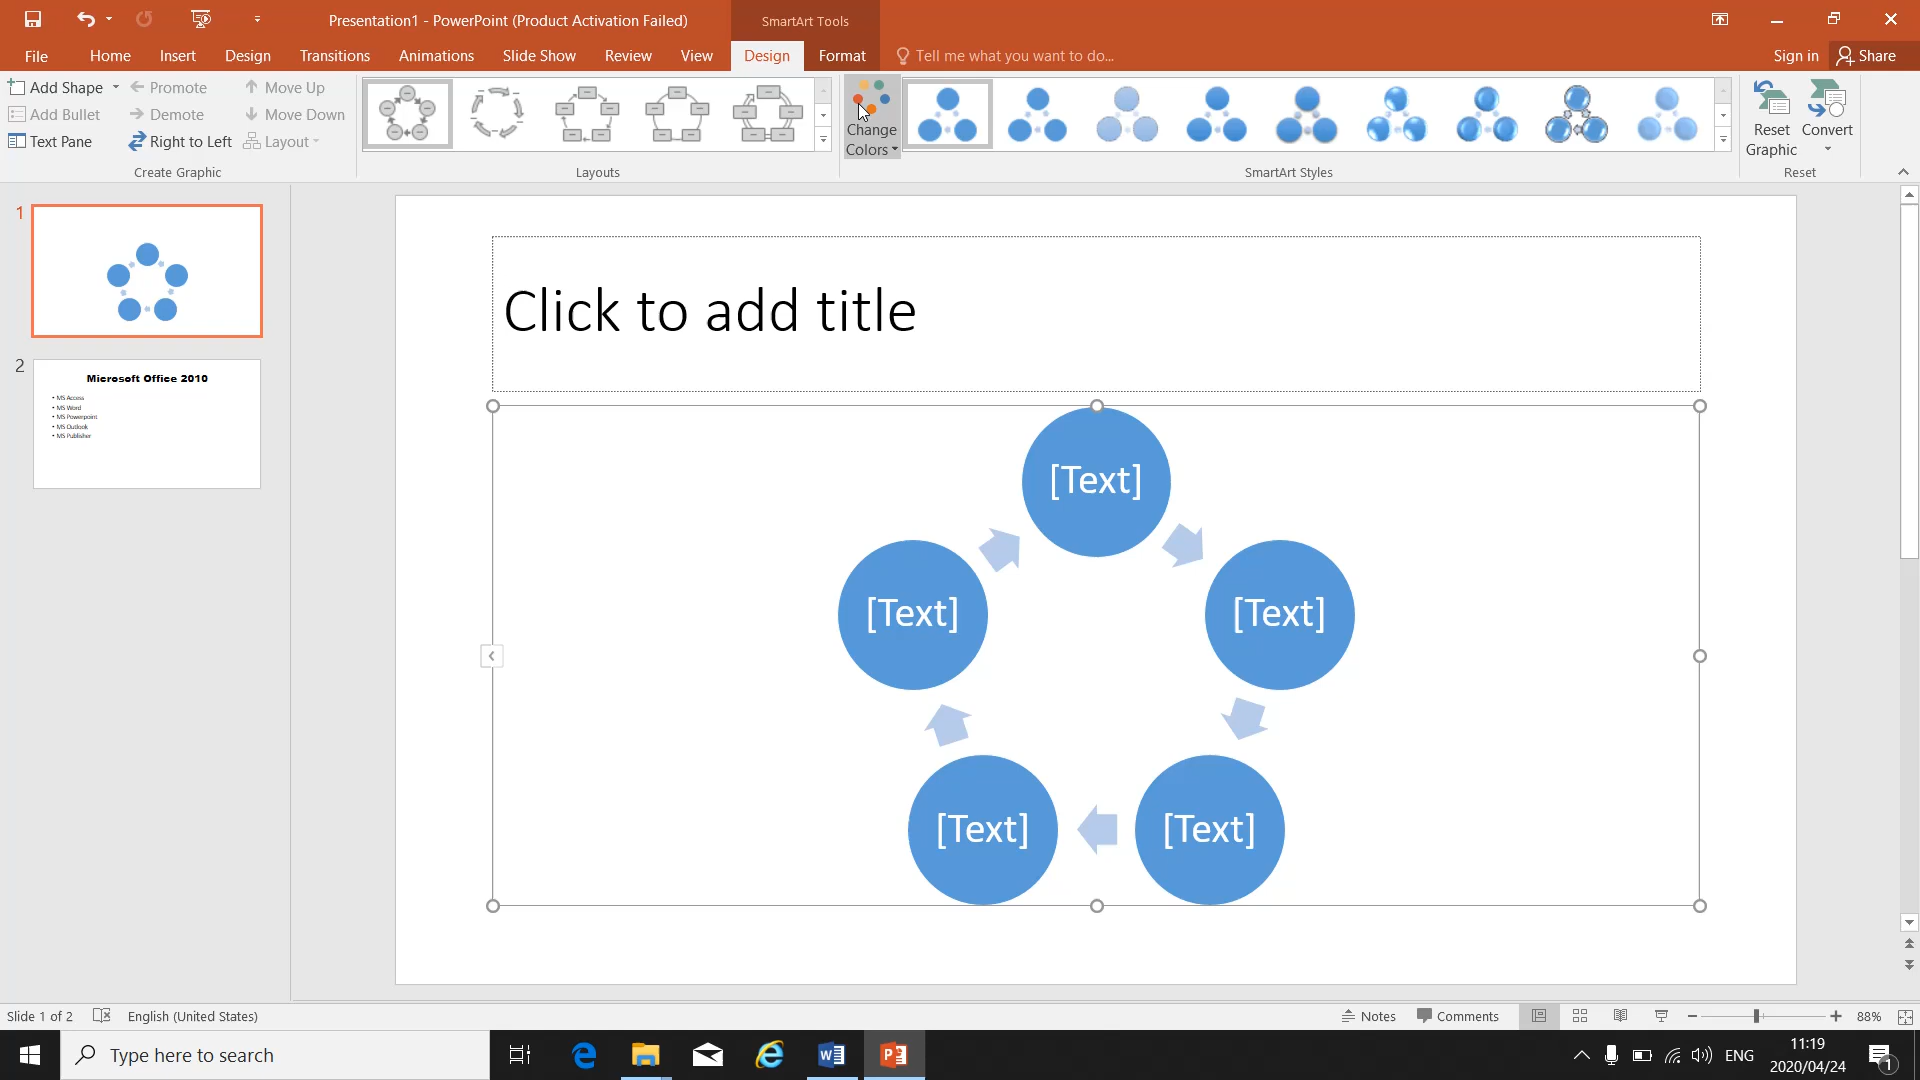 Presentation1 - PowerPoint (Product Activation Failed)
SmartArt Tools
File Home Insert Design Transitions Animations Slide Show Review View Design Format Tell me what you want to do... Sign in Share
Add Shape Promote Move Up
Add Bullet Demote Move Down
Text Pane Right to Left Layout
Create Graphic
Layouts
Change
Colors
SmartArt Styles
Reset
Graphic
Convert
Reset
1
2
Microsoft Office 2010
• MS Access
• MS Word
• MS Powerpoint
• MS Outlook
• MS Publisher
Click to add title
[Text]
[Text]
[Text]
[Text]
[Text]
Slide 1 of 2 English (United States) Notes Comments 88%
Type here to search
ENG
11:19
2020/04/24
1